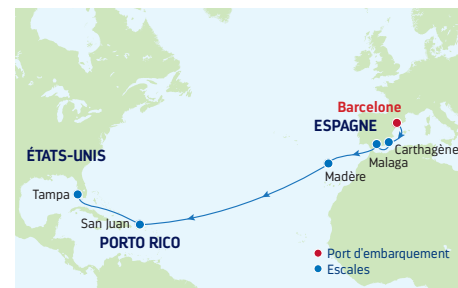 Barcelone
ESPAGNE
Carthagène
Malaga
Madère
ÉTATS-UNIS
Tampa
San Juan
PORTO RICO
Port d'embarquement
Escales